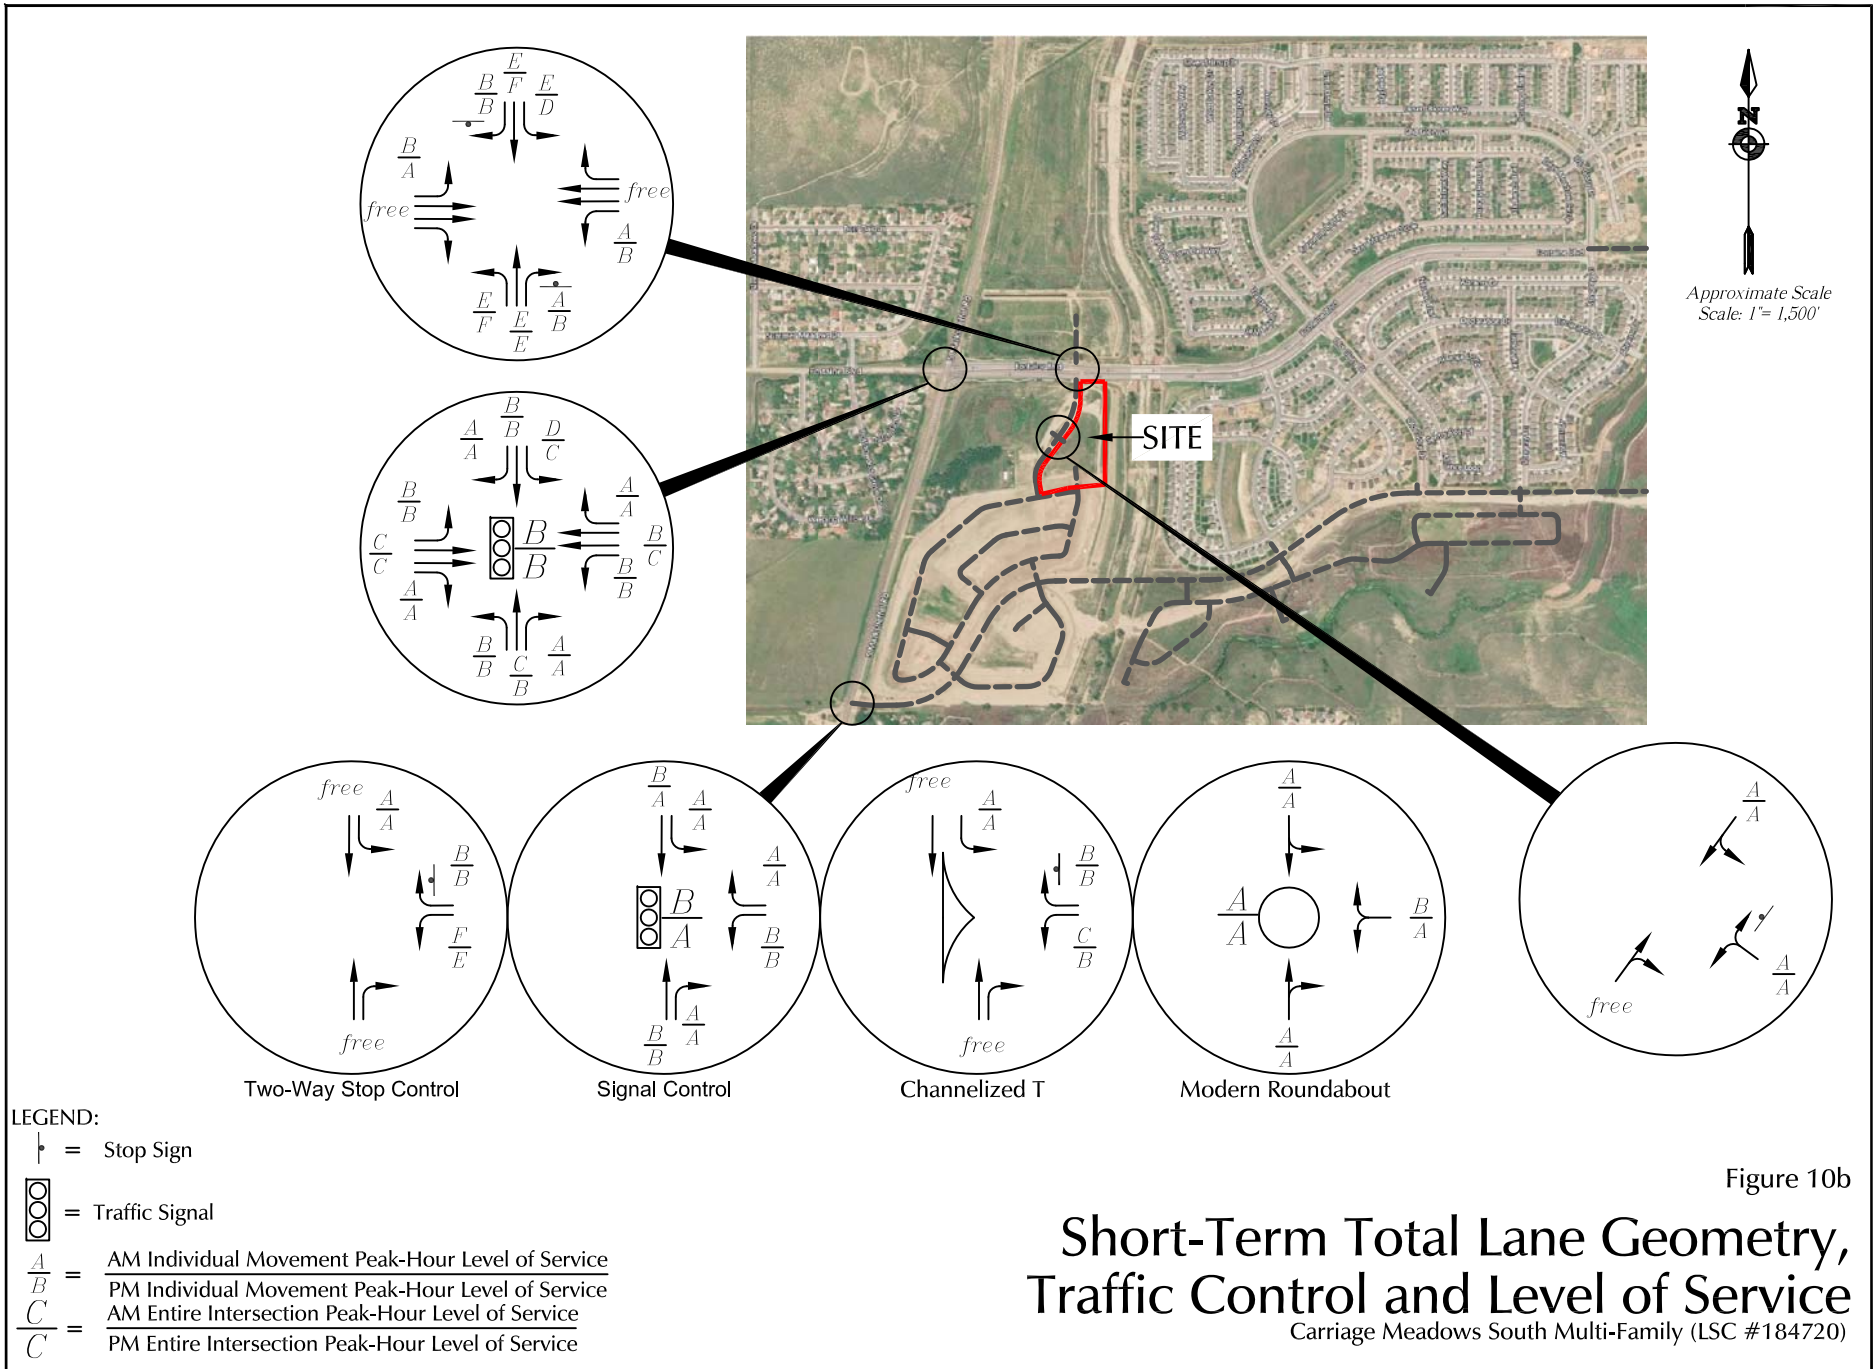 E
F
B
B
E
D
B
A
free
free
A
B
E
F
E
E
A
B
N
Approximate Scale
Scale: 1"= 1,500'
SITE
B
B
A
A
D
C
B
B
A
A
C
C
B
B
B
C
A
A
B
B
B
B
C
B
A
A
free
A
A
B
B
F
E
free
Two-Way Stop Control
B
A
A
A
A
A
B
A
B
B
B
B
A
A
Signal Control
free
A
A
B
B
C
B
free
Channelized T
A
A
A
A
B
A
A
A
Modern Roundabout
A
A
A
A
free
LEGEND:
= Stop Sign
= Traffic Signal
A
B
=
AM Individual Movement Peak-Hour Level of Service
PM Individual Movement Peak-Hour Level of Service
C
C
=
AM Entire Intersection Peak-Hour Level of Service
PM Entire Intersection Peak-Hour Level of Service
Figure 10b
Short-Term Total Lane Geometry,
Traffic Control and Level of Service
Carriage Meadows South Multi-Family (LSC #184720)